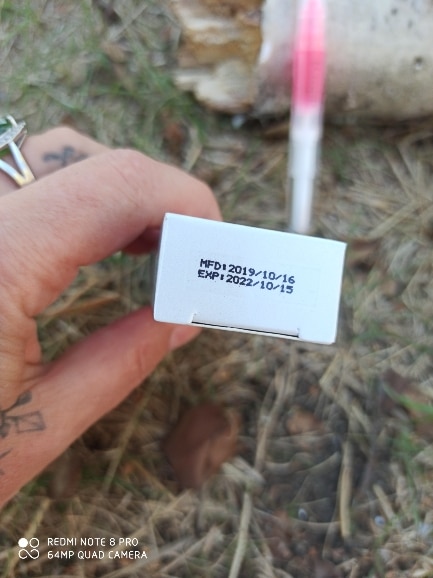 MFD:2019/10/16
EXP:2022/10/15
REDMI NOTE 8 PRO
64MP QUAD CAMERA